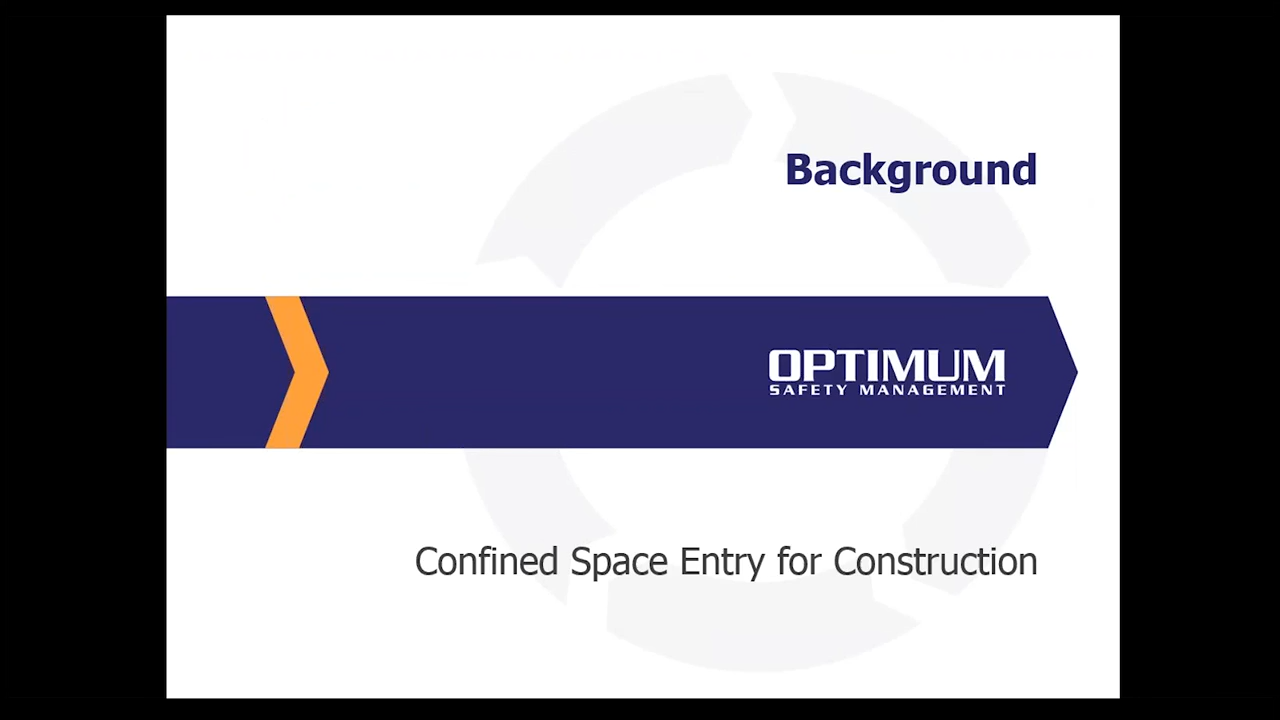 Background
OPTIMUM
SAFETY MANAGEMENT
Confined Space Entry for Construction